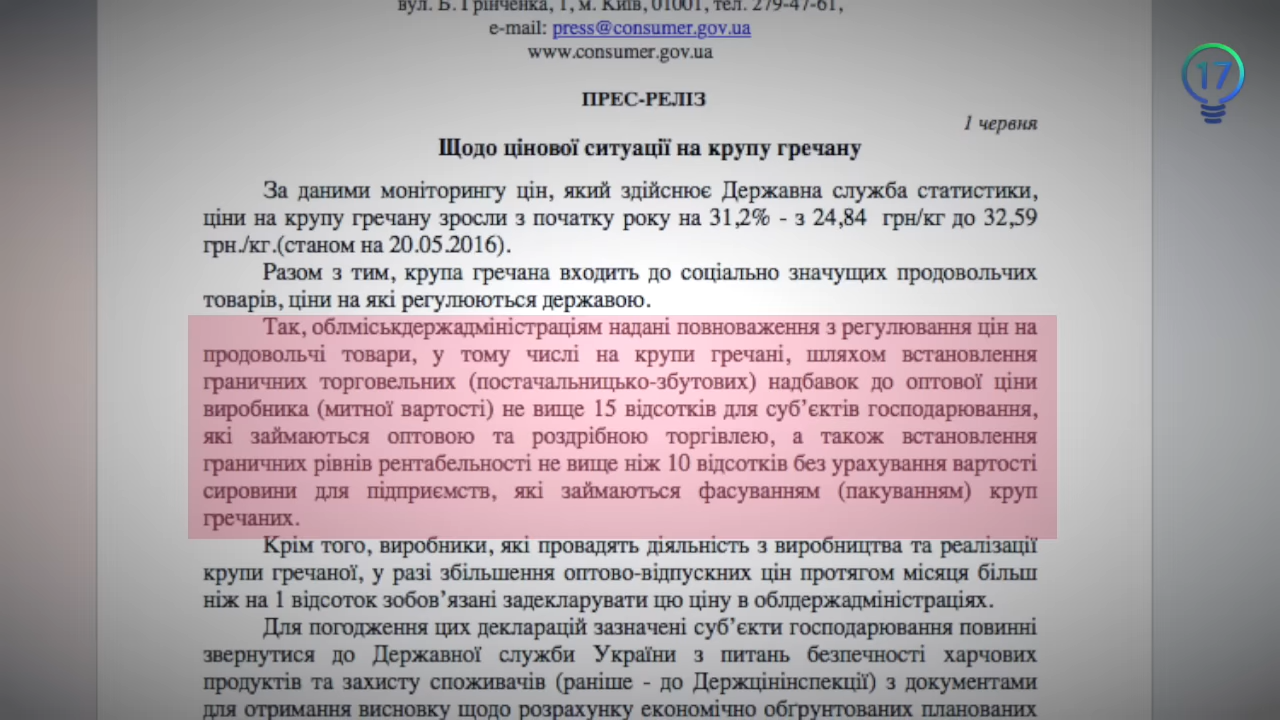 вул. Б. Грінченка, 1, м. Київ, 01001, тел. 279-47-61,
e-mail: press@consumer.gov.ua
www.consumer.gov.ua
17
ПРЕС-РЕЛІЗ
1 червня
Щодо цінової ситуації на крупу гречану
За даними моніторингу цін, який здійснює Державна служба статистики,
ціни на крупу гречану зросли з початку року на 31,2% - з 24,84 грн/кг до 32,59
грн./кг.(станом на 20.05.2016).
Разом з тим, крупа гречана входить до соціально значущих продовольчих
товарів, ціни на які регулюються державою.
Так, облміськдержадміністраціям надані повноваження з регулювання цін на
продовольчі товари, у тому числі на крупи гречані, шляхом встановлення
граничних торговельних (постачальницько-збутових) надбавок до оптової ціни
виробника (митної вартості) не вище 15 відсотків для суб’єктів господарювання,
які займаються оптовою та роздрібною торгівлею, а також встановлення
граничних рівнів рентабельності не вище ніж 10 відсотків без урахування вартості
сировини для підприємств, які займаються фасуванням (пакуванням) круп
гречаних.
Крім того, виробники, які провадять діяльність з виробництва та реалізації
крупи гречаної, у разі збільшення оптово-відпускних цін протягом місяця більш
ніж на 1 відсоток зобов’язані задекларувати цю ціну в облдержадміністраціях.
Для погодження цих декларацій зазначені суб’єкти господарювання повинні
звернутися до Державної служби України з питань безпечності харчових
продуктів та захисту споживачів (раніше - до Держцінінспекції) з документами
для отримання висновку щодо розрахунку економічно обґрунтованих планованих